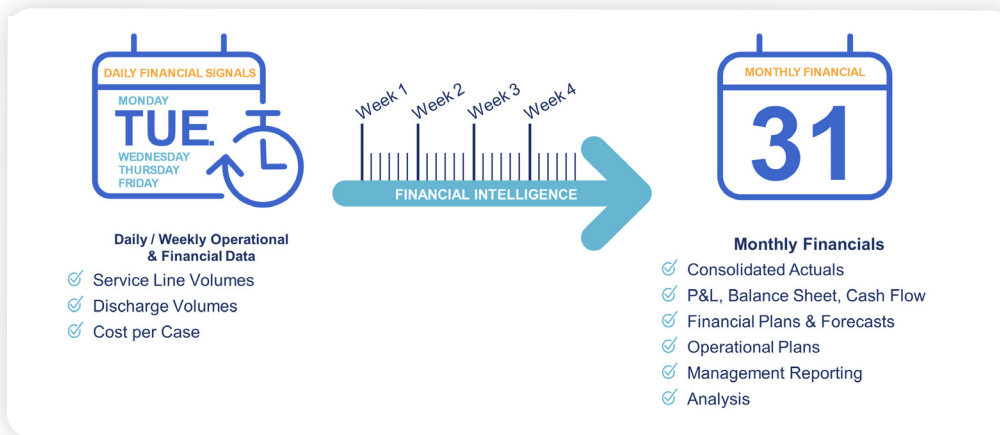 DAILY FINANCIAL SIGNALS
MONDAY
TUE.
WEDNESDAY
THURSDAY
FRIDAY
Daily / Weekly Operational
& Financial Data
Service Line Volumes
Discharge Volumes
Cost per Case
Week 1
Week 2
Week 3
Week 4
FINANCIAL INTELLIGENCE
MONTHLY FINANCIAL
31
Monthly Financials
Consolidated Actuals
P&L, Balance Sheet, Cash Flow
Financial Plans & Forecasts
Operational Plans
Management Reporting
Analysis